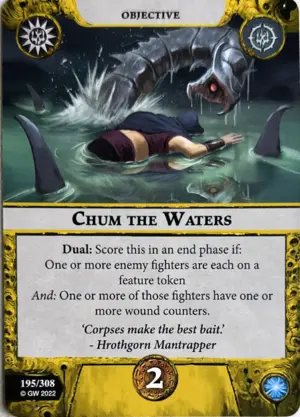 OBJECTIVE
CHUM THE WATERS
Dual: Score this in an end phase if:
One or more enemy fighters are each on a
feature token
And: One or more of those fighters have one or
more wound counters.
'Corpses make the best bait.'
- Hrothgorn Mantrapper
195/308
© GW 2022
2